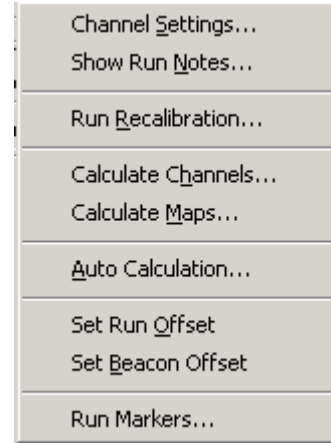 Channel Settings...
Show Run Notes...
Run Recalibration...
Calculate Channels...
Calculate Maps...
Auto Calculation...
Set Run Offset
Set Beacon Offset
Run Markers...